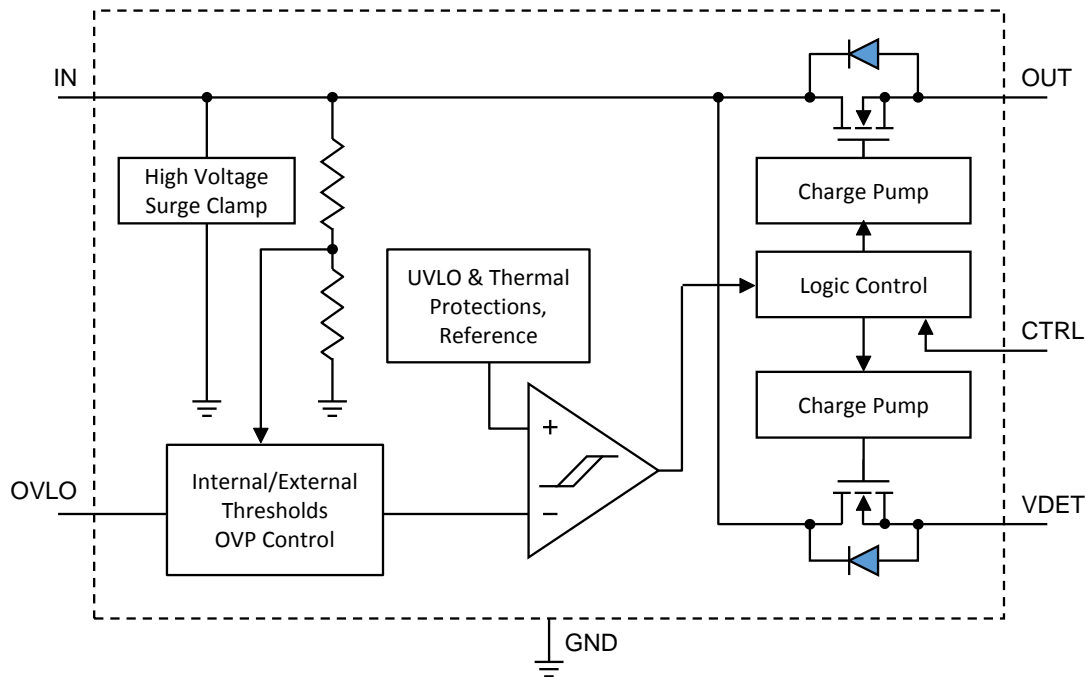 IN
OUT
High Voltage
Surge Clamp
Charge Pump
UVLO & Thermal
Protections,
Reference
Logic Control
CTRL
Charge Pump
+
OVLO
Internal/External
Thresholds
OVP Control
−
VDET
GND